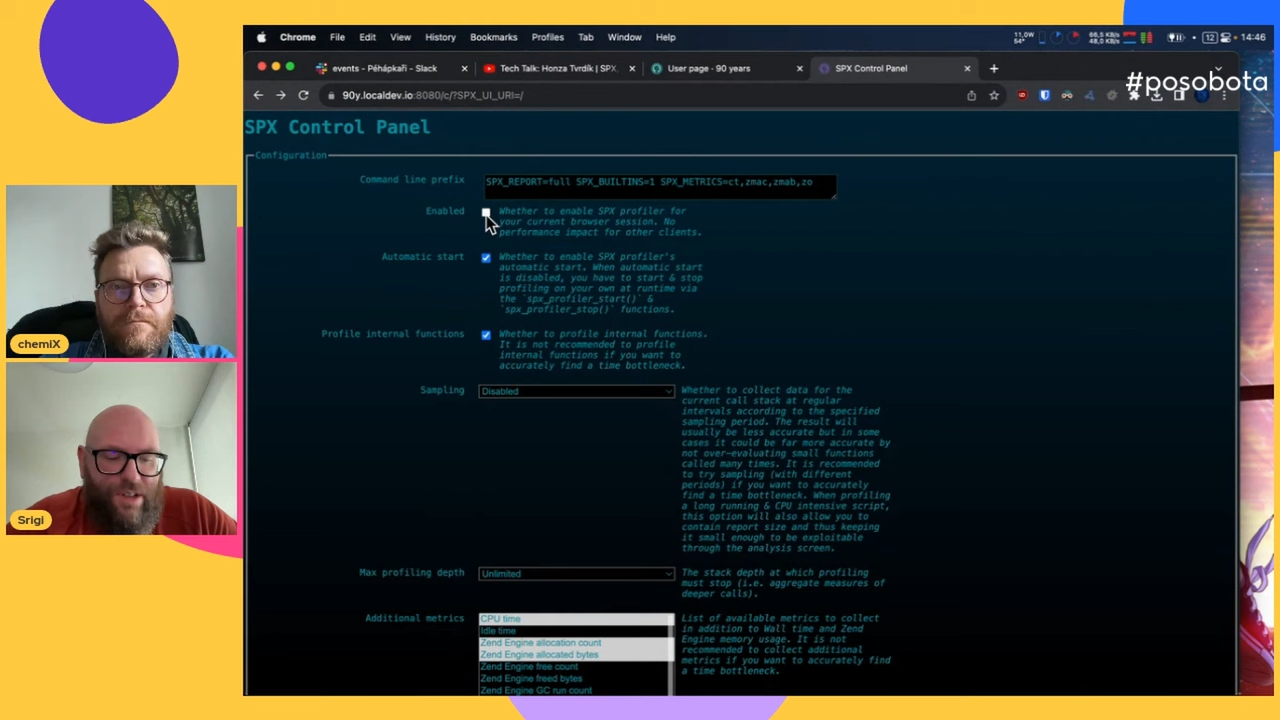 Chrome File Edit View History Bookmarks Profiles Tab Window Help
11,0W 54° 66,5 KB/s 48,0 KB/s 12 14:46
events – Péhápkaři – Slack
Tech Talk: Honza Tvrdík | SPX,
User page · 90 years
SPX Control Panel
#posobota
90y.localdev.io:8080/c/?SPX_UI_URI=/
SPX Control Panel
Configuration
Command line prefix
SPX_REPORT=full SPX_BUILTINS=1 SPX_METRICS=ct,zmac,zmab,zo
Enabled
Whether to enable SPX profiler for
your current browser session. No
performance impact for other clients.
Automatic start
Whether to enable SPX profiler's
automatic start. When automatic start
is disabled, you have to start & stop
profiling on your own at runtime via
the `spx_profiler_start()` &
`spx_profiler_stop()` functions.
Profile internal functions
Whether to profile internal functions.
It is not recommended to profile
internal functions if you want to
accurately find a time bottleneck.
Sampling
Disabled
Whether to collect data for the
current call stack at regular
intervals according to the specified
sampling period. The result will
usually be less accurate but in some
cases it could be far more accurate by
not over-evaluating small functions
called many times. It is recommended
to try sampling (with different
periods) if you want to accurately
find a time bottleneck. When profiling
a long running & CPU intensive script,
this option will also allow you to
contain report size and thus keeping
it small enough to be exploitable
through the analysis screen.
Max profiling depth
Unlimited
The stack depth at which profiling
must stop (i.e. aggregate measures of
deeper calls).
Additional metrics
CPU time
Idle time
Zend Engine allocation count
Zend Engine allocated bytes
Zend Engine free count
Zend Engine freed bytes
Zend Engine GC run count
List of available metrics to collect
in addition to Wall time and Zend
Engine memory usage. It is not
recommended to collect additional
metrics if you want to accurately find
a time bottleneck.
chemiX
Srigi